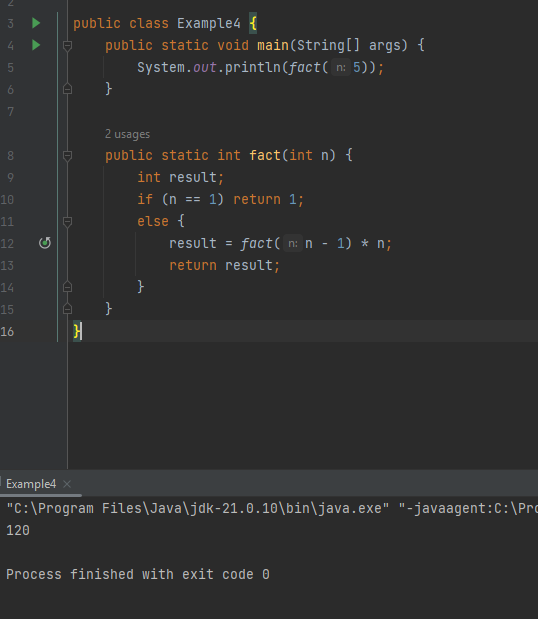 2
3 public class Example4 {
4 public static void main(String[] args) {
5 System.out.println(fact( n: 5));
6 }
7
2 usages
8 public static int fact(int n) {
9 int result;
10 if (n == 1) return 1;
11 else {
12 result = fact( n: n - 1) * n;
13 return result;
14 }
15 }
16 }
Example4 ×
"C:\Program Files\Java\jdk-21.0.10\bin\java.exe" "-javaagent:C:\Pro
120
Process finished with exit code 0